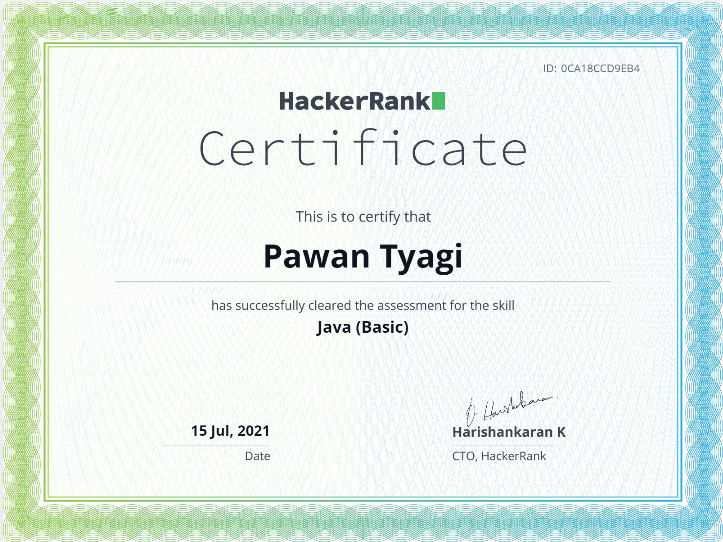 ID: 0CA18CCD9EB4
HackerRank
Certificate
This is to certify that
Pawan Tyagi
has successfully cleared the assessment for the skill
Java (Basic)
15 Jul, 2021
Date
Harishankaran K
CTO, HackerRank